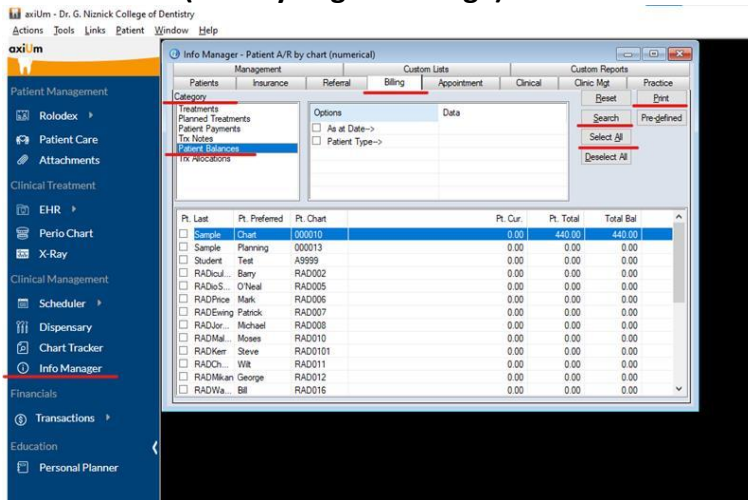 axiUm - Dr. G. Niznick College of Dentistry
Actions Tools Links Patient Window Help
axiUm
Patient Management
Rolodex
Patient Care
Attachments
Clinical Treatment
EHR
Perio Chart
X-Ray
Clinical Management
Scheduler
Dispensary
Chart Tracker
Info Manager
Financials
Transactions
Education
Personal Planner
Info Manager - Patient A/R by chart (numerical)
Management Custom Lists Custom Reports
Patients Insurance Referral Billing Appointment Clinical Clinic Mgt Practice
Category
Treatments
Planned Treatments
Patient Payments
Trx Notes
Patient Balances
Trx Allocations
Options Data
As at Date-->
Patient Type-->
Reset Print
Search Pre-defined
Select All
Deselect All
Pt. Last Pt. Preferred Pt. Chart Pt. Cur. Pt. Total Total Bal
Sample Chart 000010 0.00 440.00 440.00
Sample Planning 000013 0.00 0.00 0.00
Student Test A9999 0.00 0.00 0.00
RADicul... Barry RAD002 0.00 0.00 0.00
RADioS... O'Neal RAD005 0.00 0.00 0.00
RADPrice Mark RAD006 0.00 0.00 0.00
RADEwing Patrick RAD007 0.00 0.00 0.00
RADJor... Michael RAD008 0.00 0.00 0.00
RADMal... Moses RAD010 0.00 0.00 0.00
RADKerr Steve RAD0101 0.00 0.00 0.00
RADCh... Wilt RAD011 0.00 0.00 0.00
RADMikan George RAD012 0.00 0.00 0.00
RADWa... Bill RAD016 0.00 0.00 0.00